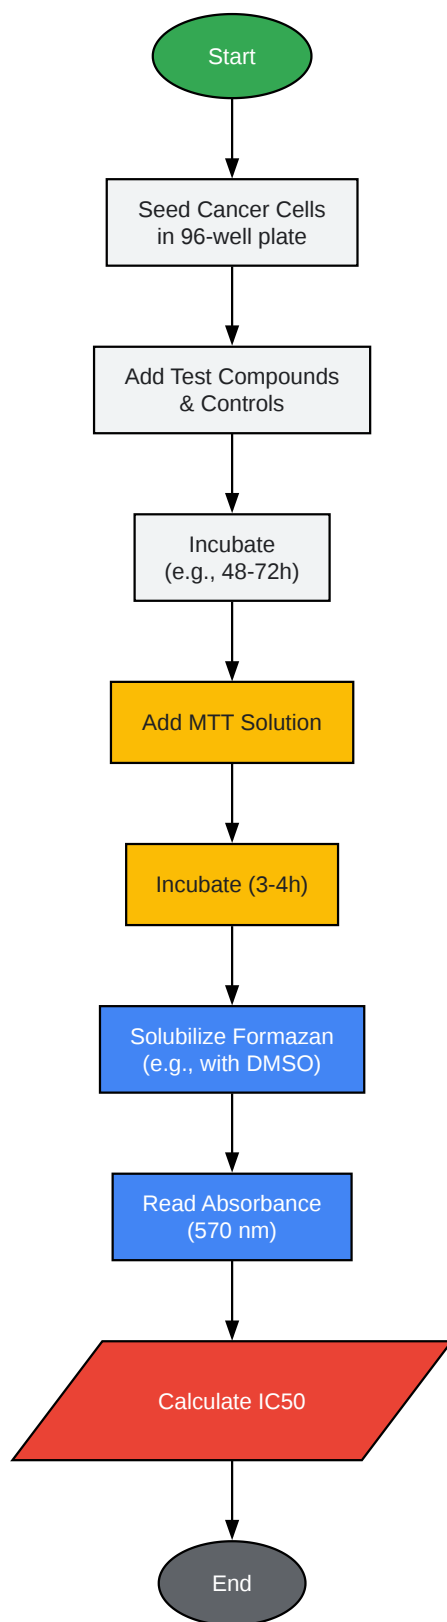 Start
Seed Cancer Cells
in 96-well plate
Add Test Compounds
& Controls
Incubate
(e.g., 48-72h)
Add MTT Solution
Incubate (3-4h)
Solubilize Formazan
(e.g., with DMSO)
Read Absorbance
(570 nm)
Calculate IC50
End